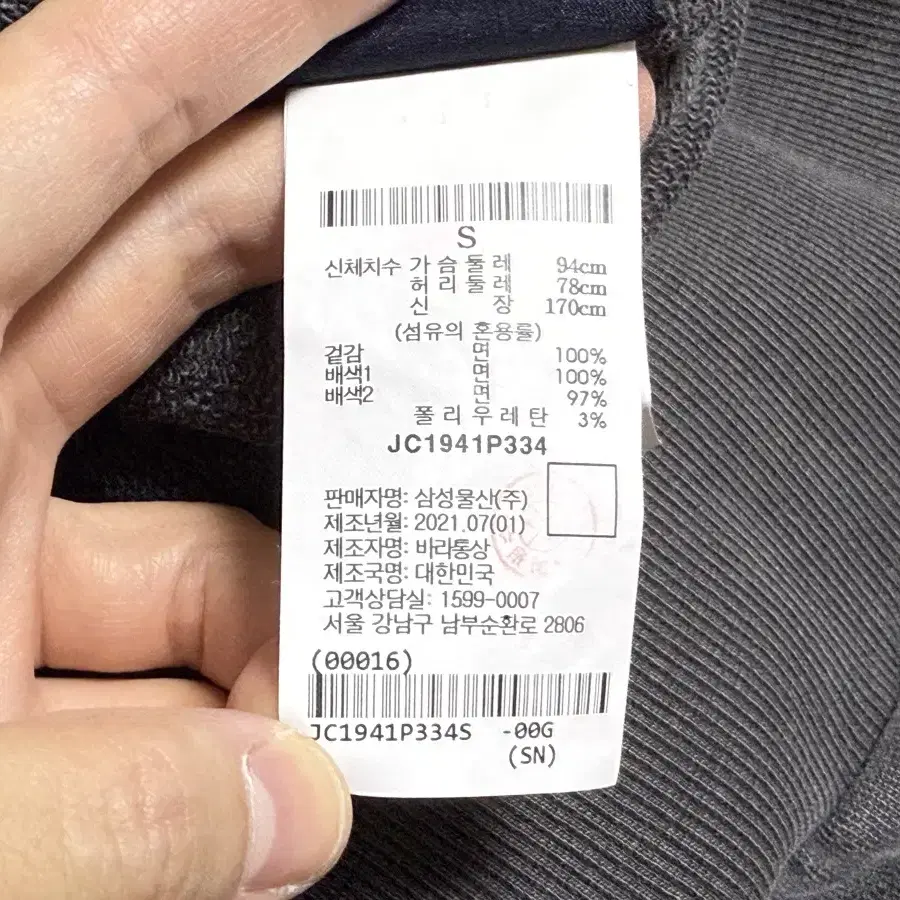 S
신체치수 가슴둘레 94cm
허리둘레 78cm
신장 170cm
(섬유의 혼용률)
겉감 면 100%
배색1 면 100%
배색2 면 97%
폴리우레탄 3%
JC1941P334
판매자명: 삼성물산(주)
제조년월: 2021.07(01)
제조자명: 바라통상
제조국명: 대한민국
고객상담실: 1599-0007
서울 강남구 남부순환로 2806
(00016)
JC1941P334S -00G
(SN)